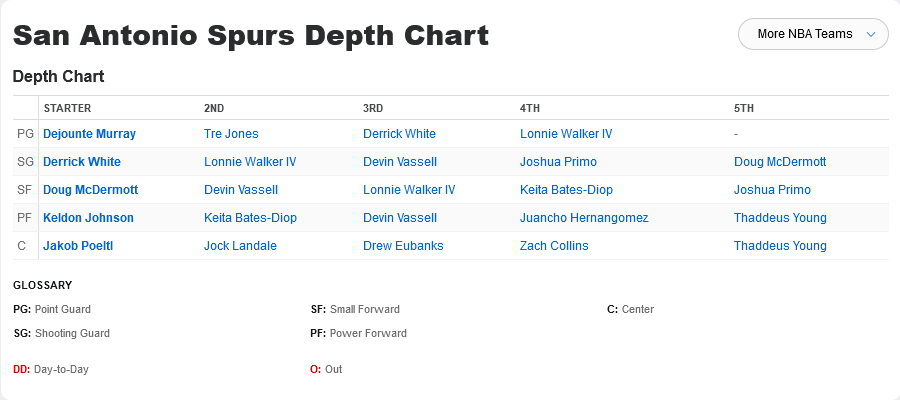 San Antonio Spurs Depth Chart
More NBA Teams
Depth Chart
STARTER 2ND 3RD 4TH 5TH
PG Dejounte Murray Tre Jones Derrick White Lonnie Walker IV -
SG Derrick White Lonnie Walker IV Devin Vassell Joshua Primo Doug McDermott
SF Doug McDermott Devin Vassell Lonnie Walker IV Keita Bates-Diop Joshua Primo
PF Keldon Johnson Keita Bates-Diop Devin Vassell Juancho Hernangomez Thaddeus Young
C Jakob Poeltl Jock Landale Drew Eubanks Zach Collins Thaddeus Young
GLOSSARY
PG: Point Guard SF: Small Forward C: Center
SG: Shooting Guard PF: Power Forward
DD: Day-to-Day O: Out